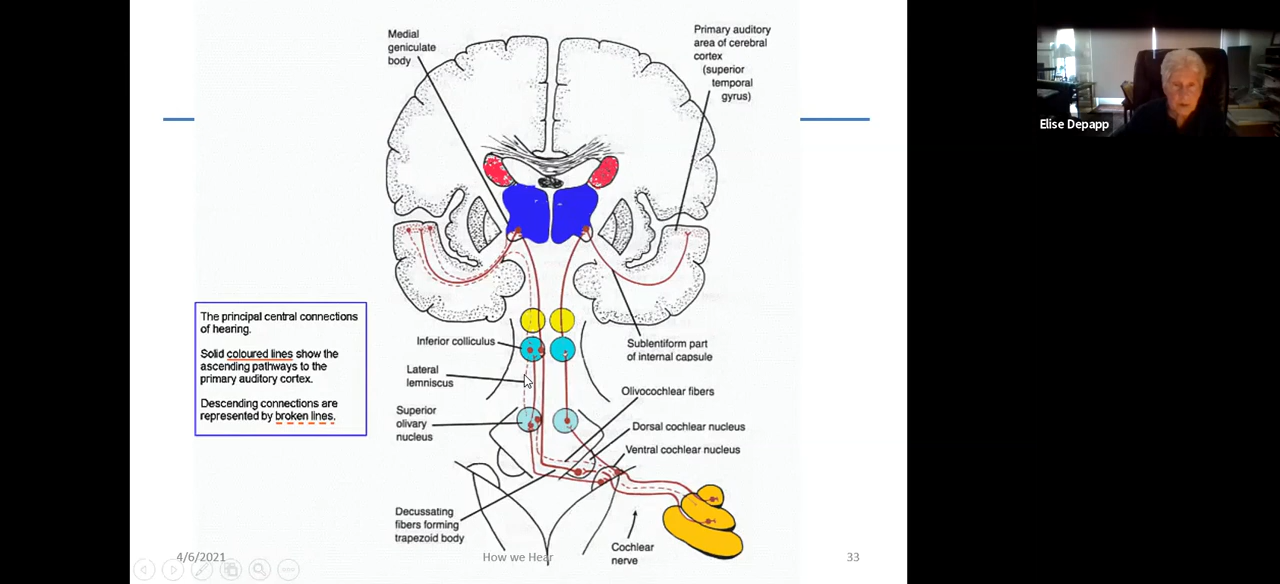 Medial
geniculate
body
Primary auditory
area of cerebral
cortex
(superior
temporal
gyrus)
Elise Depapp
The principal central connections
of hearing.
Solid coloured lines show the
ascending pathways to the
primary auditory cortex.
Descending connections are
represented by broken lines.
Inferior colliculus
Sublentiform part
of internal capsule
Lateral
lemniscus
Olivocochlear fibers
Superior
olivary
nucleus
Dorsal cochlear nucleus
Ventral cochlear nucleus
Decussating
fibers forming
trapezoid body
Cochlear
nerve
4/6/2021
How we Hear
33